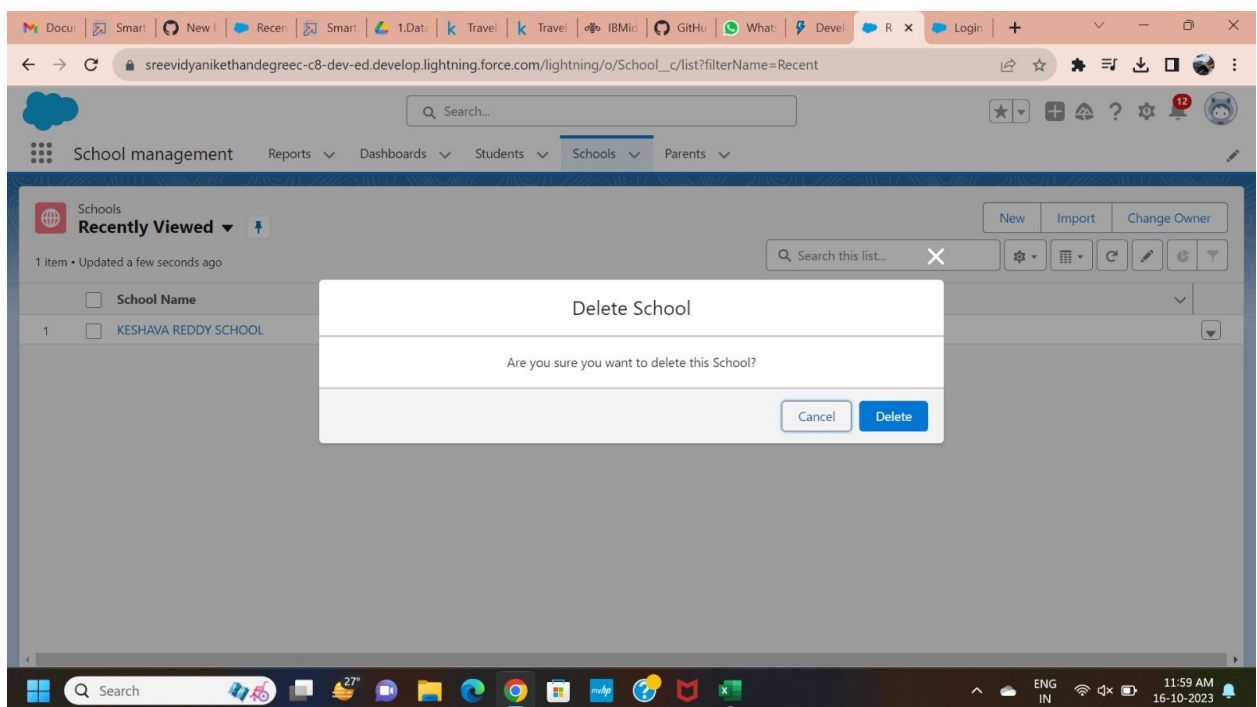 Docur Smart New F Recen Smart 1.Data Travel Travel IBMid GitHu Whats Devel R Login
sreevidyanikethandegreec-c8-dev-ed.develop.lightning.force.com/lightning/o/School__c/list?filterName=Recent
Search...
12
School management Reports Dashboards Students Schools Parents
Schools
Recently Viewed
New Import Change Owner
1 item • Updated a few seconds ago
Search this list...
School Name
1 KESHAVA REDDY SCHOOL
Delete School
Are you sure you want to delete this School?
Cancel Delete
Search
27°
ENG
IN
11:59 AM
16-10-2023